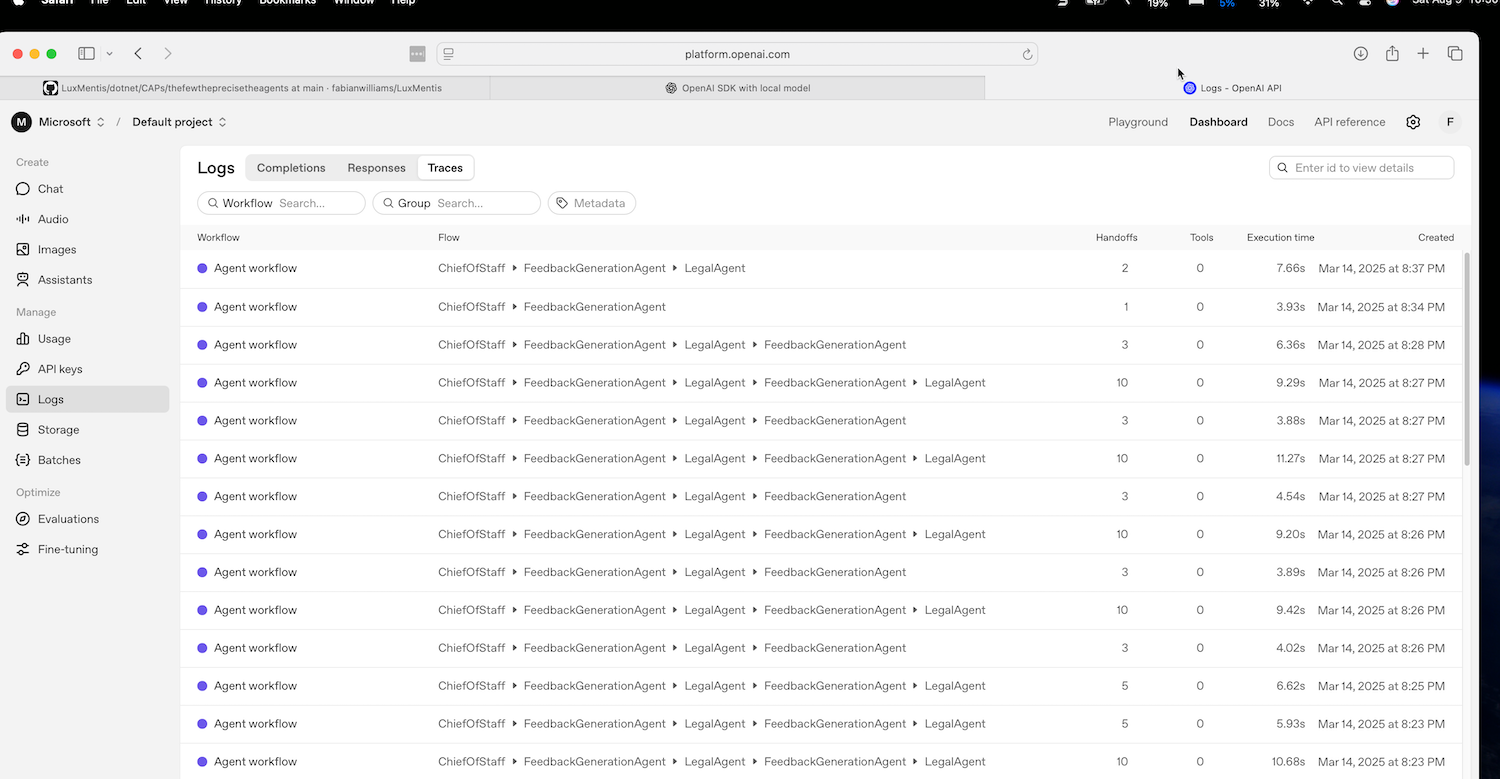 Safari File Edit View History Bookmarks Window Help 19% 5% 31%
platform.openai.com
LuxMentis/dotnet/CAPs/thefewtheprecisetheagents at main · fabianwilliams/LuxMentis OpenAI SDK with local model Logs - OpenAI API
M Microsoft / Default project Playground Dashboard Docs API reference F
Create
Chat
Audio
Images
Assistants
Manage
Usage
API keys
Logs
Storage
Batches
Optimize
Evaluations
Fine-tuning
Logs Completions Responses Traces Enter id to view details
Workflow Search... Group Search... Metadata
Workflow Flow Handoffs Tools Execution time Created
Agent workflow ChiefOfStaff FeedbackGenerationAgent LegalAgent 2 0 7.66s Mar 14, 2025 at 8:37 PM
Agent workflow ChiefOfStaff FeedbackGenerationAgent 1 0 3.93s Mar 14, 2025 at 8:34 PM
Agent workflow ChiefOfStaff FeedbackGenerationAgent LegalAgent FeedbackGenerationAgent 3 0 6.36s Mar 14, 2025 at 8:28 PM
Agent workflow ChiefOfStaff FeedbackGenerationAgent LegalAgent FeedbackGenerationAgent LegalAgent 10 0 9.29s Mar 14, 2025 at 8:27 PM
Agent workflow ChiefOfStaff FeedbackGenerationAgent LegalAgent FeedbackGenerationAgent 3 0 3.88s Mar 14, 2025 at 8:27 PM
Agent workflow ChiefOfStaff FeedbackGenerationAgent LegalAgent FeedbackGenerationAgent LegalAgent 10 0 11.27s Mar 14, 2025 at 8:27 PM
Agent workflow ChiefOfStaff FeedbackGenerationAgent LegalAgent FeedbackGenerationAgent 3 0 4.54s Mar 14, 2025 at 8:27 PM
Agent workflow ChiefOfStaff FeedbackGenerationAgent LegalAgent FeedbackGenerationAgent LegalAgent 10 0 9.20s Mar 14, 2025 at 8:26 PM
Agent workflow ChiefOfStaff FeedbackGenerationAgent LegalAgent FeedbackGenerationAgent 3 0 3.89s Mar 14, 2025 at 8:26 PM
Agent workflow ChiefOfStaff FeedbackGenerationAgent LegalAgent FeedbackGenerationAgent LegalAgent 10 0 9.42s Mar 14, 2025 at 8:26 PM
Agent workflow ChiefOfStaff FeedbackGenerationAgent LegalAgent FeedbackGenerationAgent 3 0 4.02s Mar 14, 2025 at 8:26 PM
Agent workflow ChiefOfStaff FeedbackGenerationAgent LegalAgent FeedbackGenerationAgent LegalAgent 5 0 6.62s Mar 14, 2025 at 8:25 PM
Agent workflow ChiefOfStaff FeedbackGenerationAgent LegalAgent FeedbackGenerationAgent LegalAgent 5 0 5.93s Mar 14, 2025 at 8:23 PM
Agent workflow ChiefOfStaff FeedbackGenerationAgent LegalAgent FeedbackGenerationAgent LegalAgent 10 0 10.68s Mar 14, 2025 at 8:23 PM